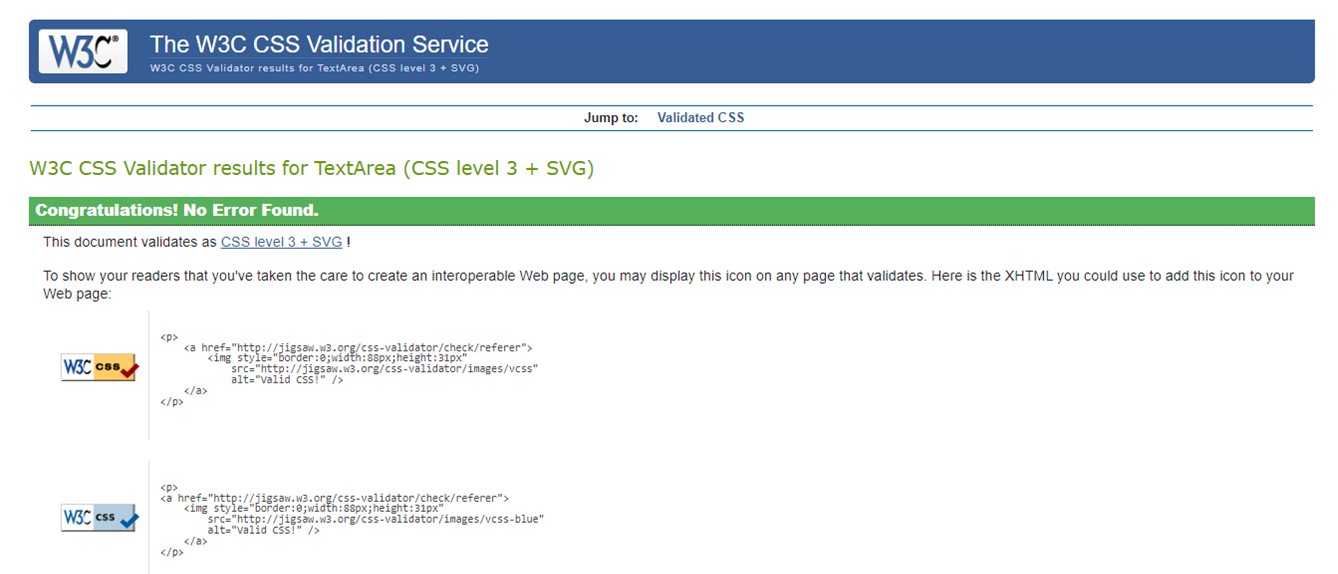 W3C®
The W3C CSS Validation Service
W3C CSS Validator results for TextArea (CSS level 3 + SVG)
Jump to: Validated CSS
W3C CSS Validator results for TextArea (CSS level 3 + SVG)
Congratulations! No Error Found.
This document validates as CSS level 3 + SVG !
To show your readers that you've taken the care to create an interoperable Web page, you may display this icon on any page that validates. Here is the XHTML you could use to add this icon to your
Web page:
W3C css
<p>
<a href="http://jigsaw.w3.org/css-validator/check/referer">
<img style="border:0;width:88px;height:31px"
src="http://jigsaw.w3.org/css-validator/images/vcss"
alt="Valid CSS!" />
</a>
</p>
W3C css
<p>
<a href="http://jigsaw.w3.org/css-validator/check/referer">
<img style="border:0;width:88px;height:31px"
src="http://jigsaw.w3.org/css-validator/images/vcss-blue"
alt="Valid CSS!" />
</a>
</p>